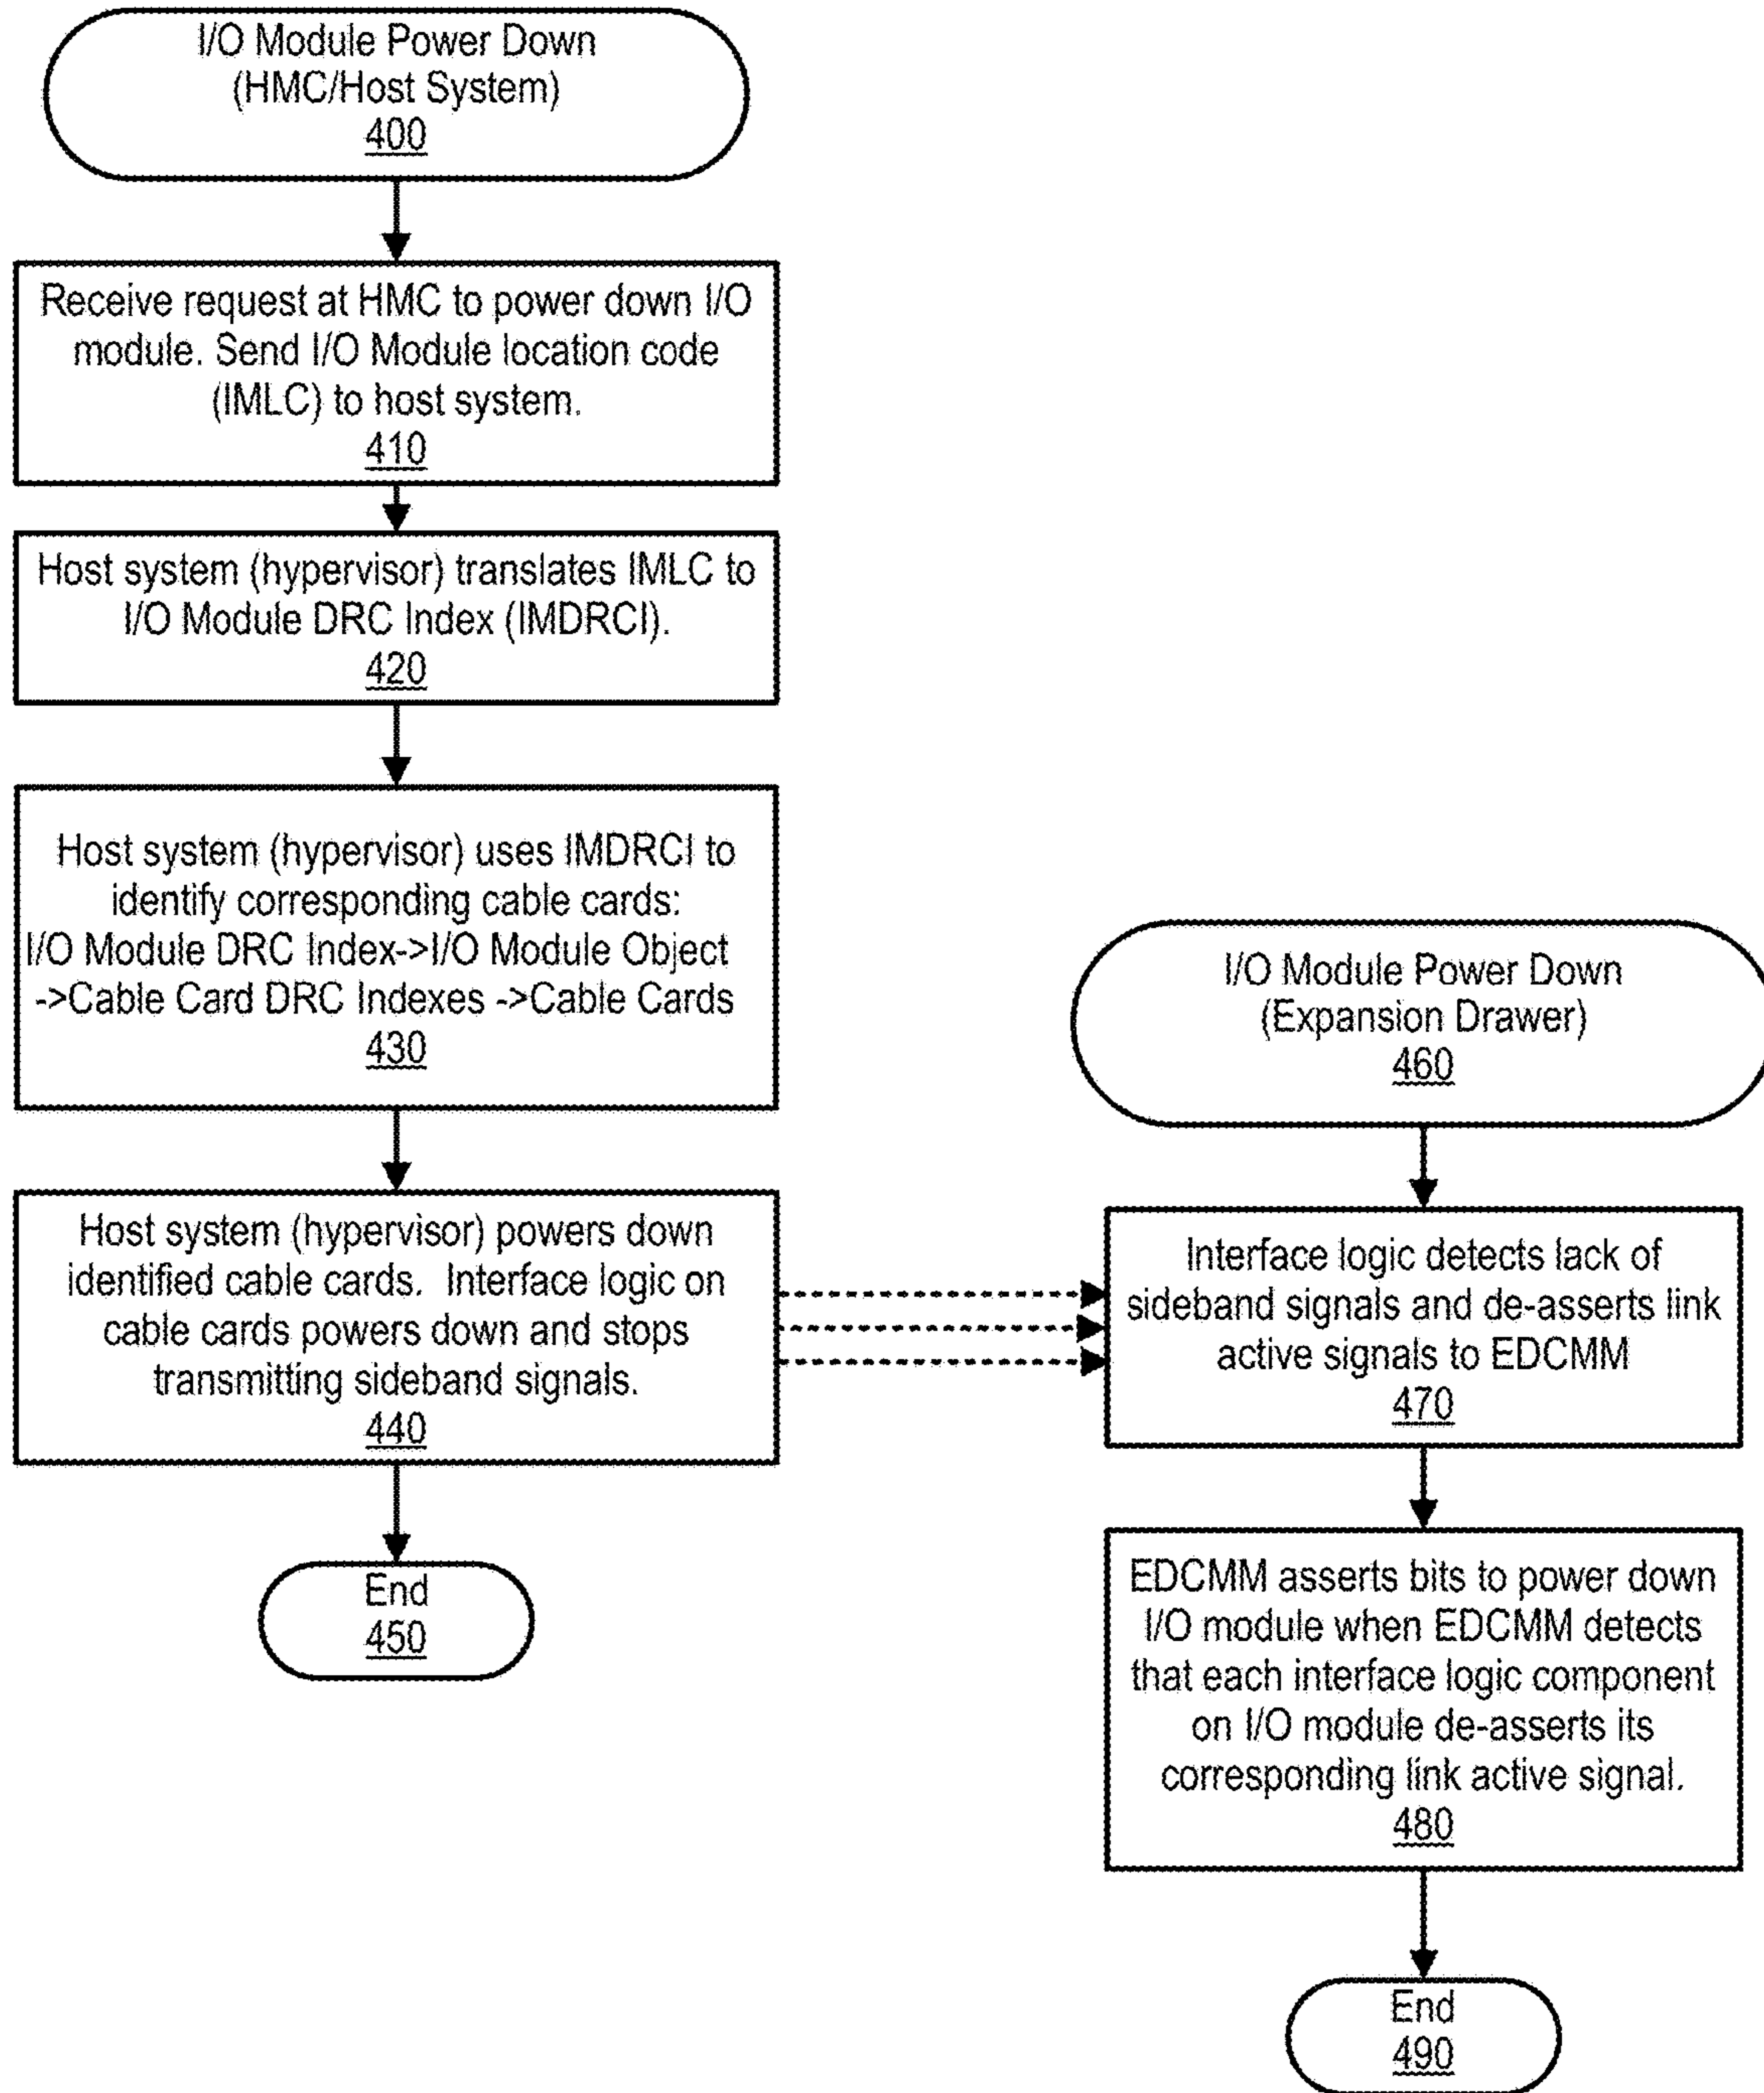 I/O Module Power Down
(HMC/Host System)
400
Receive request at HMC to power down I/O
module. Send I/O Module location code
(IMLC) to host system.
410
Host system (hypervisor) translates IMLC to
I/O Module DRC Index (IMDRCI).
420
Host system (hypervisor) uses IMDRCI to
identify corresponding cable cards:
I/O Module DRC Index->I/O Module Object
->Cable Card DRC Indexes ->Cable Cards
430
Host system (hypervisor) powers down
identified cable cards. Interface logic on
cable cards powers down and stops
transmitting sideband signals.
440
End
450
I/O Module Power Down
(Expansion Drawer)
460
Interface logic detects lack of
sideband signals and de-asserts link
active signals to EDCMM
470
EDCMM asserts bits to power down
I/O module when EDCMM detects
that each interface logic component
on I/O module de-asserts its
corresponding link active signal.
480
End
490